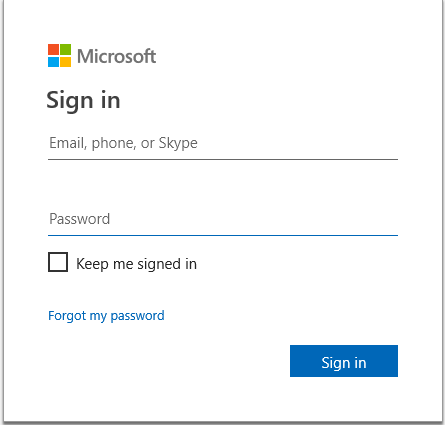 Microsoft
Sign in
Email, phone, or Skype
Password
Keep me signed in
Forgot my password
Sign in